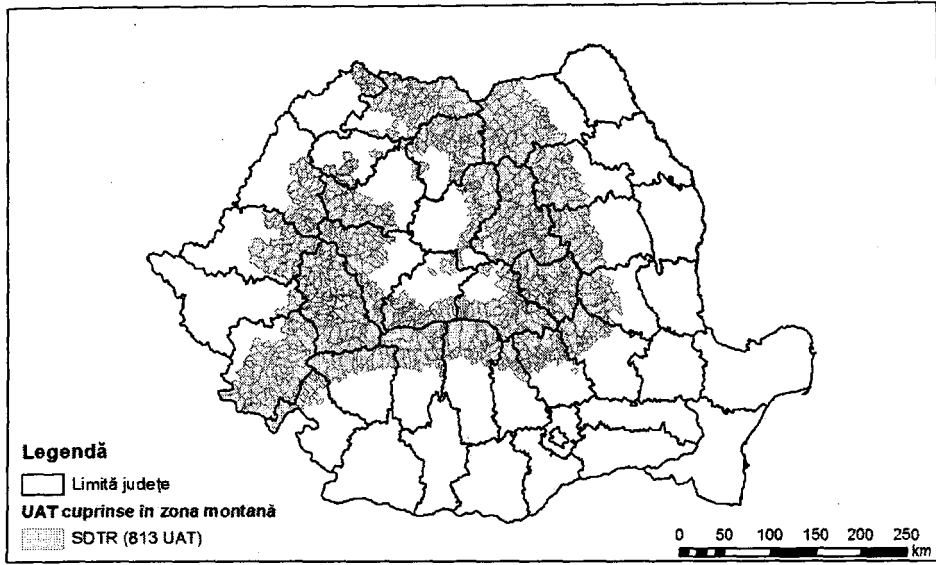 Legendă
Limită județe
UAT cuprinse în zona montană
SDTR (813 UAT)
0 50 100 150 200 250
km